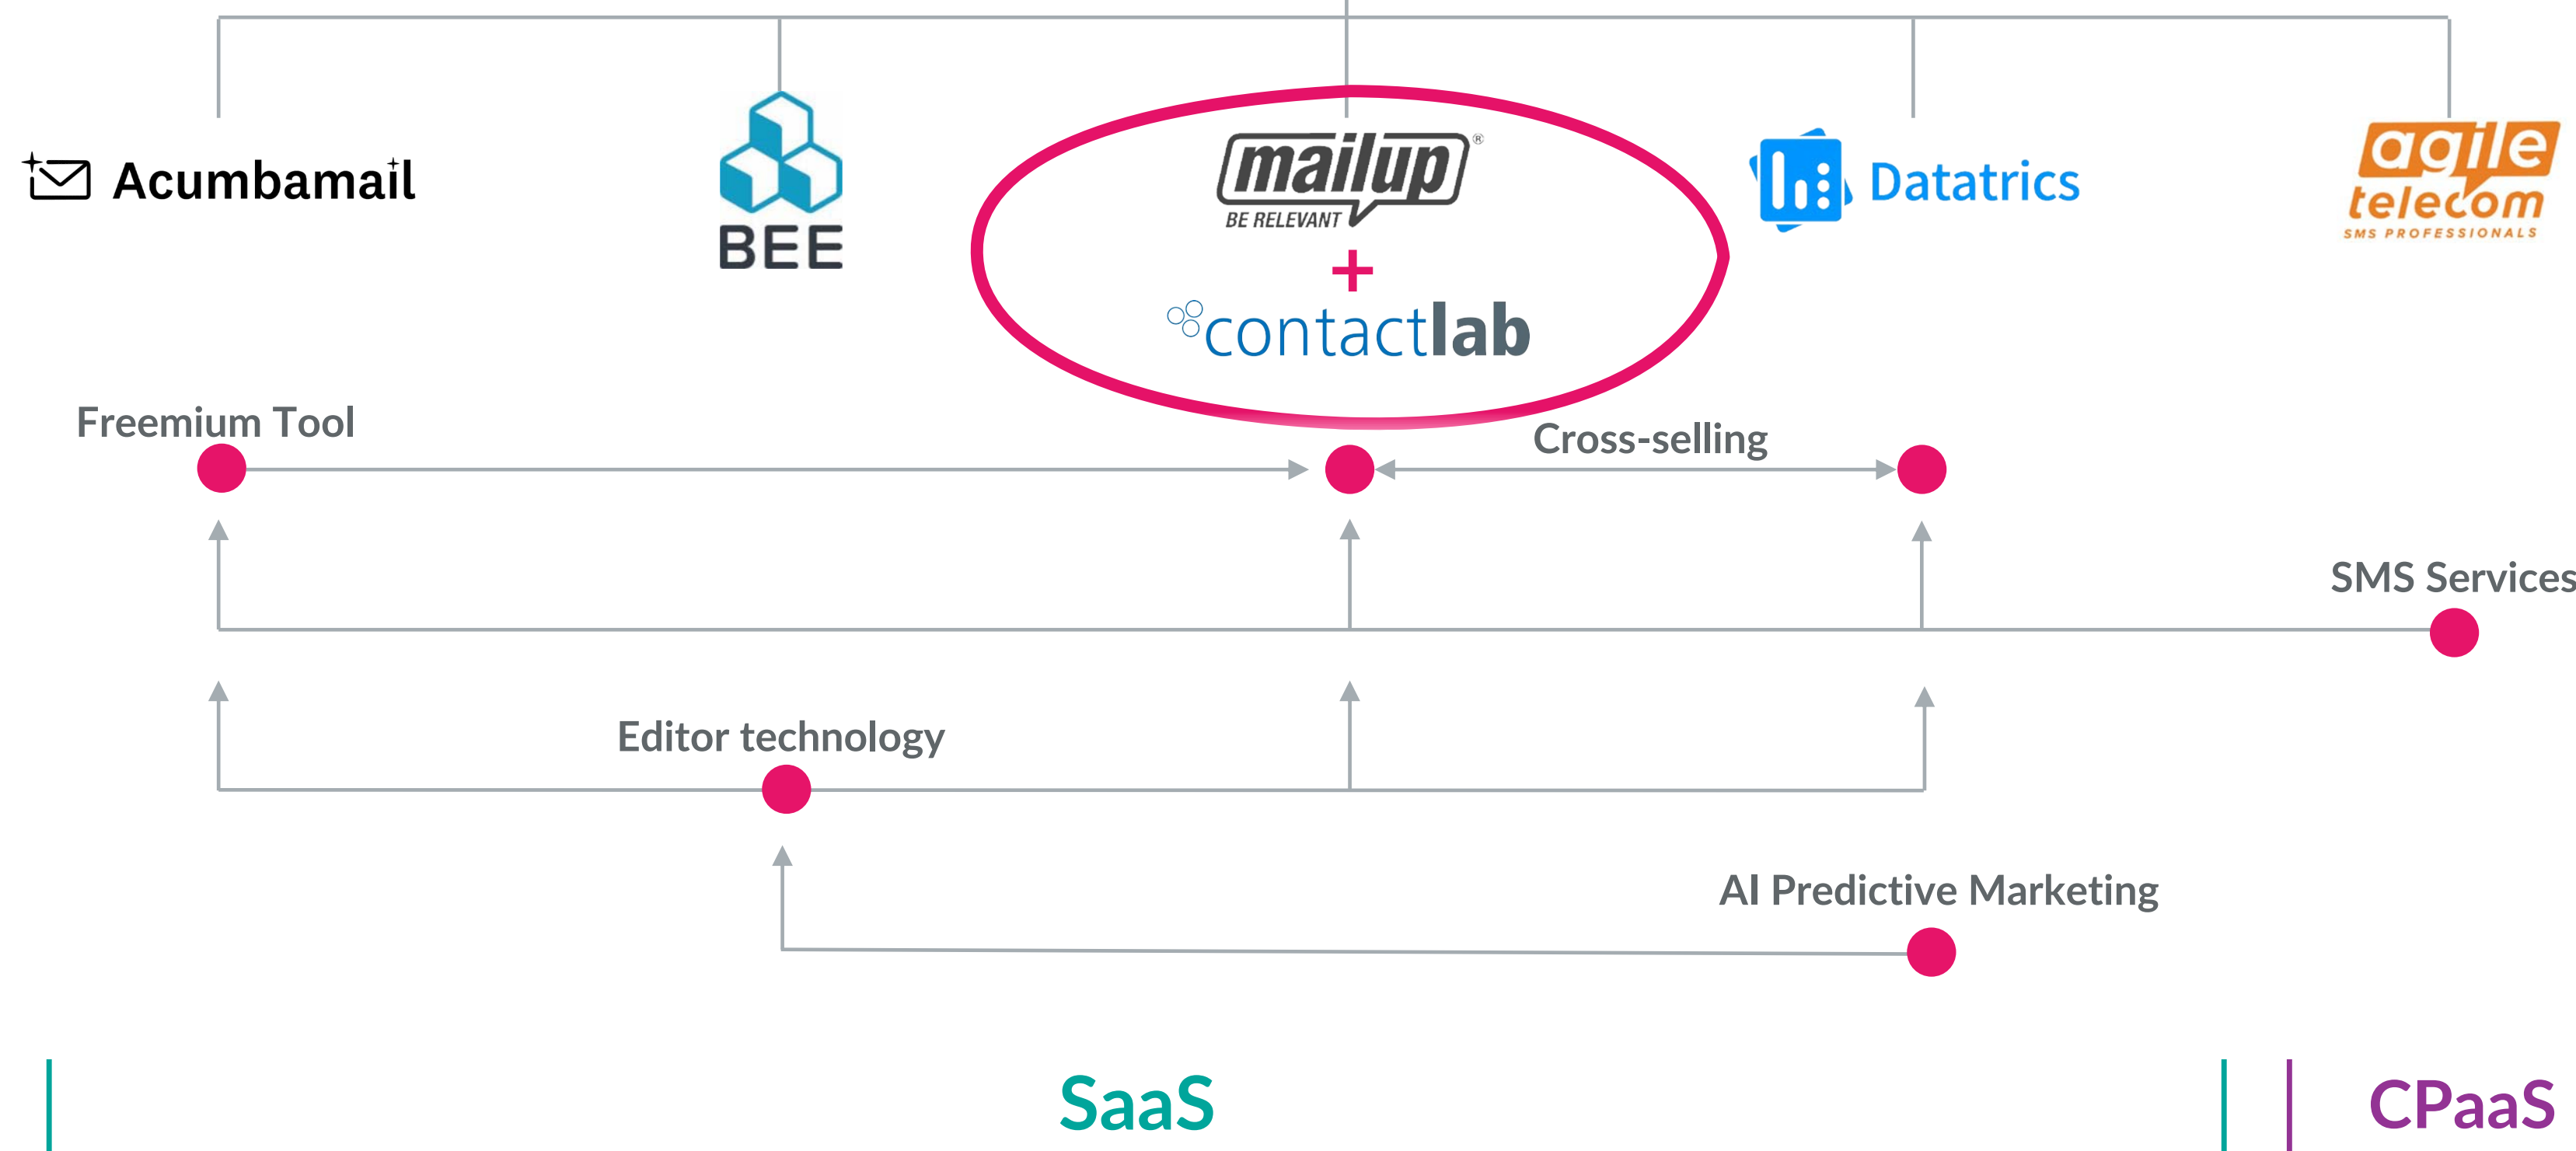 Acumbamail
BEE
mailup®
BE RELEVANT
+
contactlab
Datatrics
agile
telecom
SMS PROFESSIONALS
Freemium Tool
Cross-selling
SMS Services
Editor technology
AI Predictive Marketing
SaaS
CPaaS